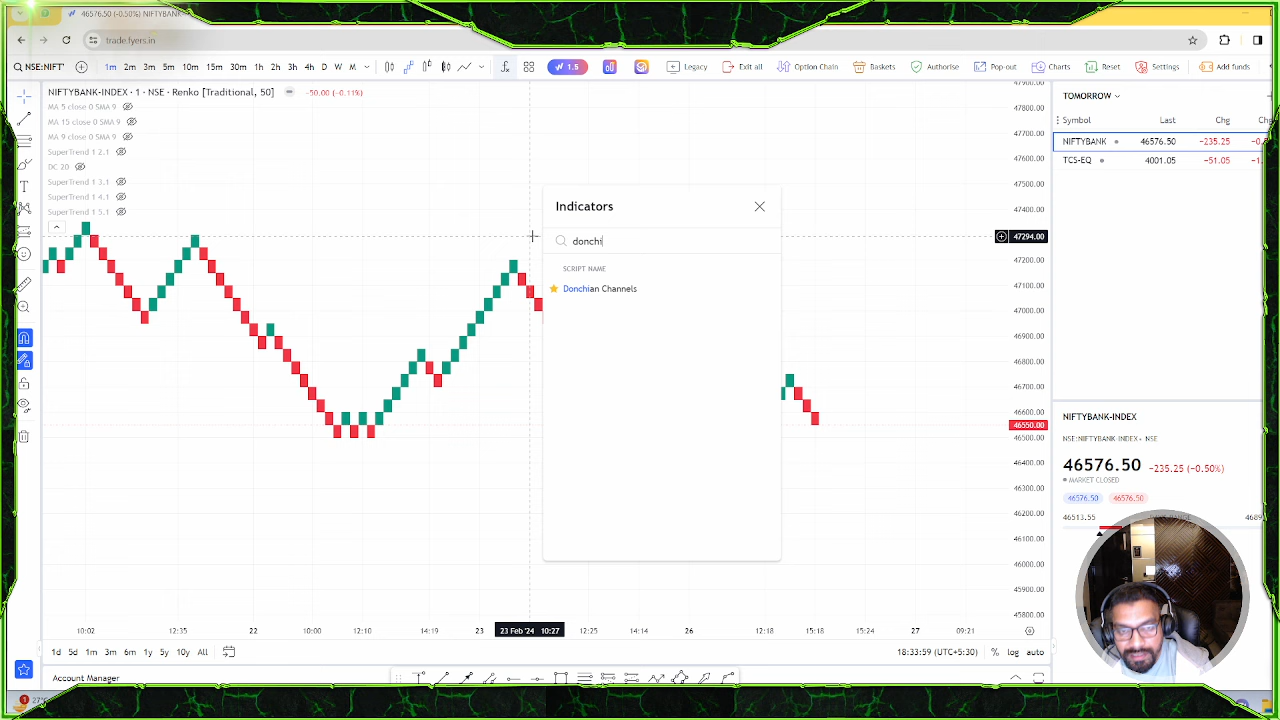 46576.50 (-0.50%) NIFTYBANK
trade.fyers.in
NSE:NIFT' 1m 2m 3m 5m 10m 15m 30m 1h 2h 3h 4h D W M 1.5 Legacy Exit all Option Chain Baskets Authorise Pop out Charts Reset Settings Add funds
NIFTYBANK-INDEX · 1 · NSE · Renko [Traditional, 50] -50.00 (-0.11%)
MA 5 close 0 SMA 9
MA 15 close 0 SMA 9
MA 9 close 0 SMA 9
SuperTrend 1 2.1
DC 20
SuperTrend 1 3.1
SuperTrend 1 4.1
SuperTrend 1 5.1
Indicators
donchi
SCRIPT NAME
Donchian Channels
47900.00
47800.00
47700.00
47600.00
47500.00
47400.00
47294.00
47200.00
47100.00
47000.00
46900.00
46800.00
46700.00
46600.00
46550.00
46500.00
46400.00
46300.00
46200.00
46100.00
46000.00
45900.00
45800.00
10:02 12:35 22 10:00 12:10 14:19 23 23 Feb '24 10:27 12:25 14:14 26 12:18 15:18 15:24 27 09:21
1d 5d 1m 3m 6m 1y 5y 10y All 18:33:59 (UTC+5:30) % log auto
Account Manager
TOMORROW
Symbol Last Chg
NIFTYBANK 46576.50 -235.25
TCS-EQ 4001.05 -51.05
NIFTYBANK-INDEX
NSE:NIFTYBANK-INDEX · NSE
46576.50 -235.25 (-0.50%)
MARKET CLOSED
46576.50 46576.50
46513.55